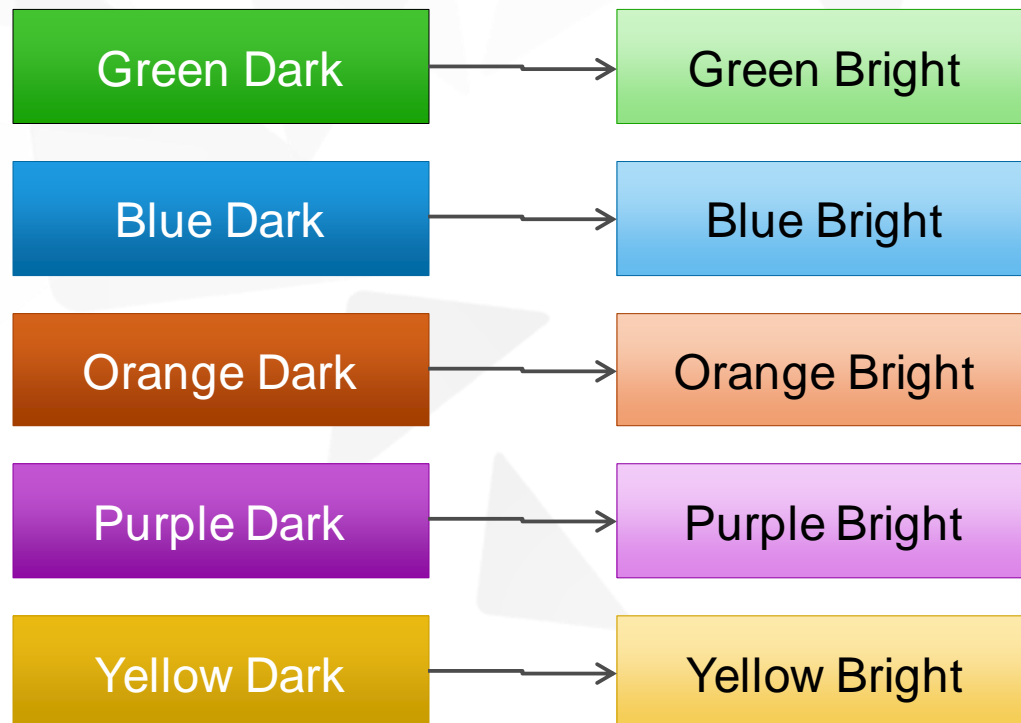 Green Dark
Green Bright
Blue Dark
Blue Bright
Orange Dark
Orange Bright
Purple Dark
Purple Bright
Yellow Dark
Yellow Bright